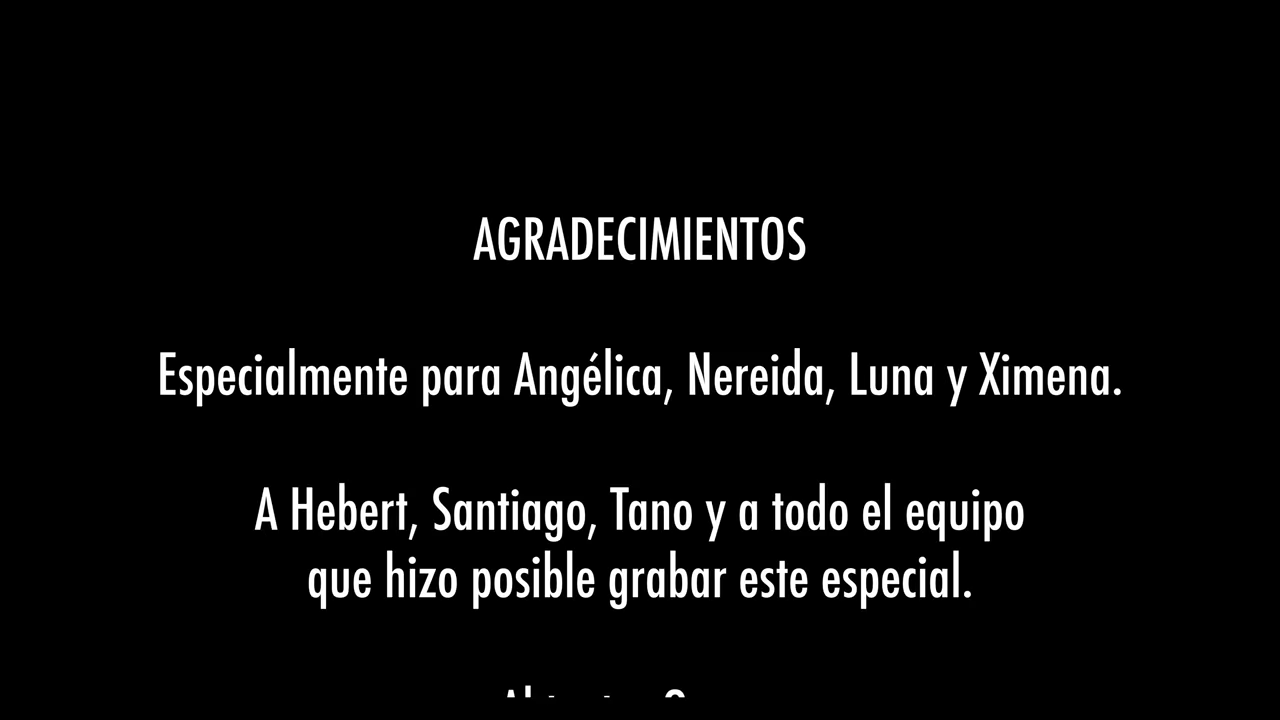 AGRADECIMIENTOS
Especialmente para Angélica, Nereida, Luna y Ximena.
A Hebert, Santiago, Tano y a todo el equipo
que hizo posible grabar este especial.